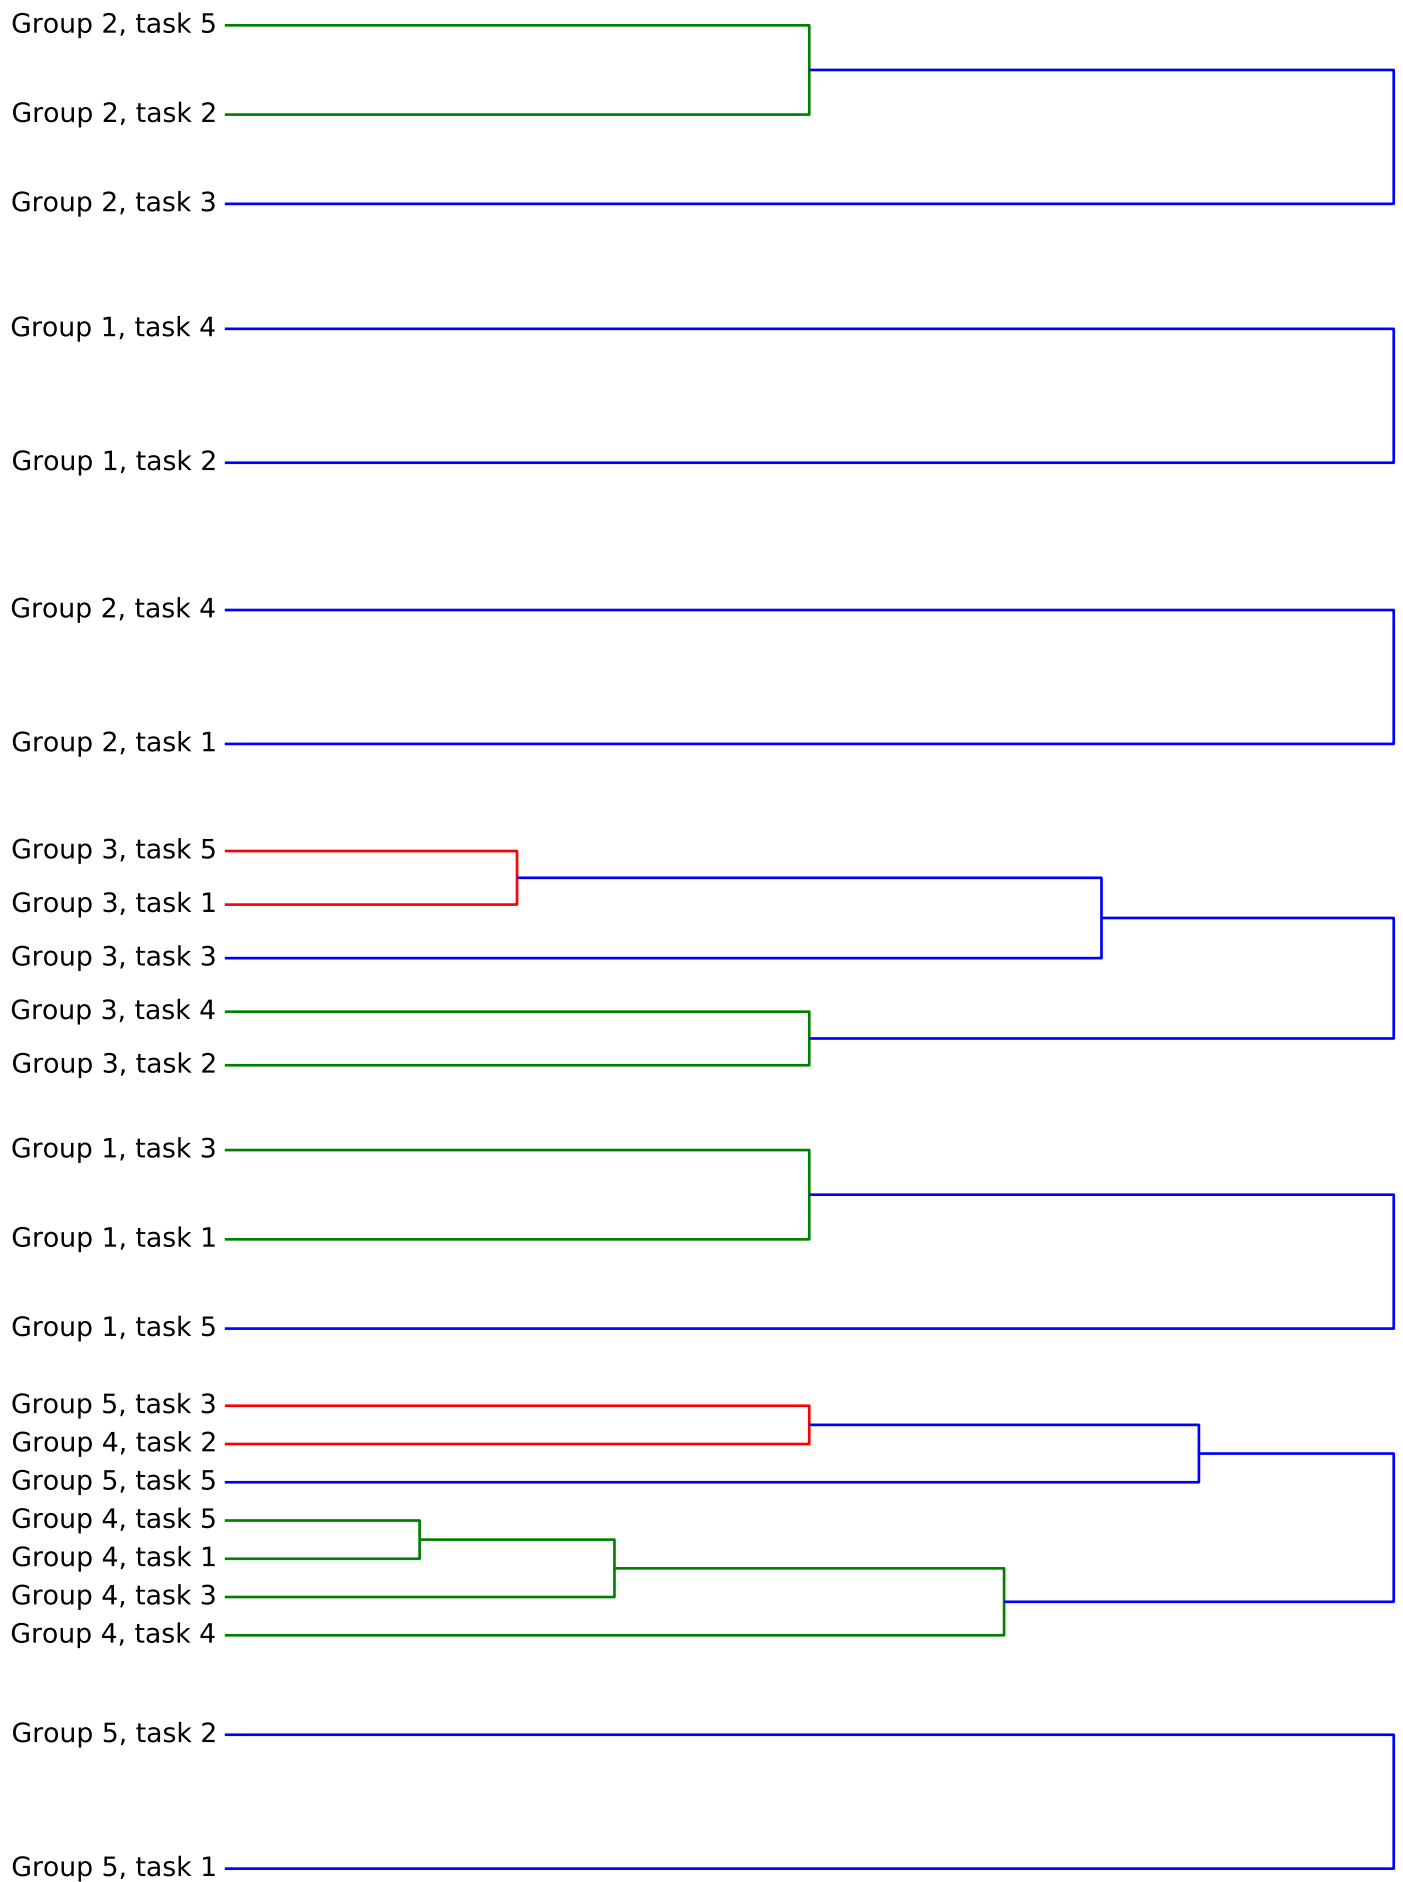 Group 2, task 5
Group 2, task 2
Group 2, task 3
Group 1, task 4
Group 1, task 2
Group 2, task 4
Group 2, task 1
Group 3, task 5
Group 3, task 1
Group 3, task 3
Group 3, task 4
Group 3, task 2
Group 1, task 3
Group 1, task 1
Group 1, task 5
Group 5, task 3
Group 4, task 2
Group 5, task 5
Group 4, task 5
Group 4, task 1
Group 4, task 3
Group 4, task 4
Group 5, task 2
Group 5, task 1